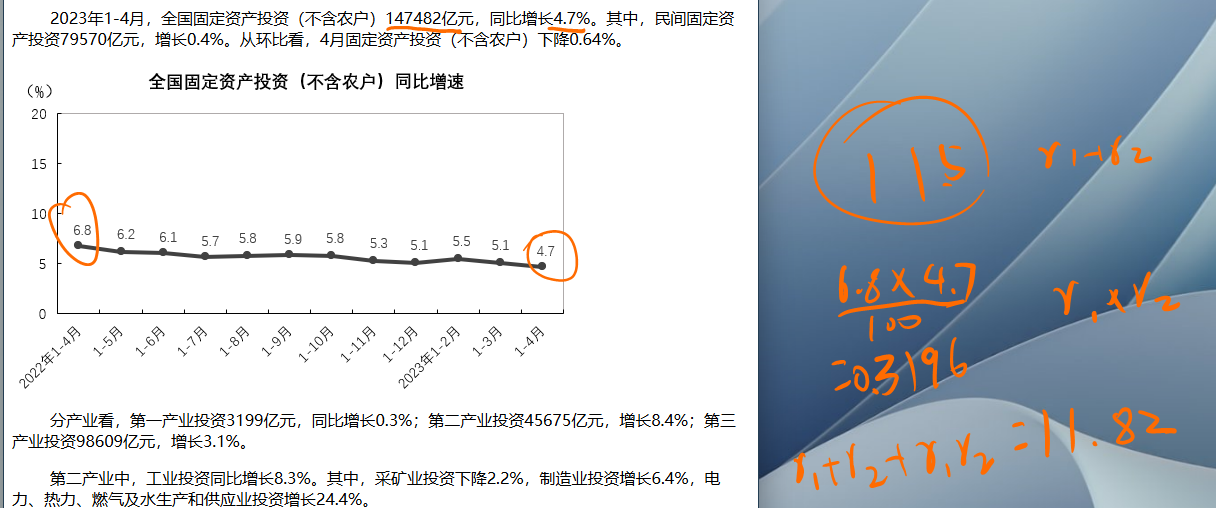 2023年1-4月，全国固定资产投资（不含农户）147482亿元，同比增长4.7%。其中，民间固定资
产投资79570亿元，增长0.4%。从环比看，4月固定资产投资（不含农户）下降0.64%。
全国固定资产投资（不含农户）同比增速
（%）
20
15
10
5
0
6.8 6.2 6.1 5.7 5.8 5.9 5.8 5.3 5.1 5.5 5.1 4.7
2022年1-4月 1-5月 1-6月 1-7月 1-8月 1-9月 1-10月 1-11月 1-12月 2023年1-2月 1-3月 1-4月
分产业看，第一产业投资3199亿元，同比增长0.3%；第二产业投资45675亿元，增长8.4%；第三
产业投资98609亿元，增长3.1%。
第二产业中，工业投资同比增长8.3%。其中，采矿业投资下降2.2%，制造业投资增长6.4%，电
力、热力、燃气及水生产和供应业投资增长24.4%。
115 r1+r2
6.8×4.7 r1×r2
100
=0.3196
r1+r2+r1r2=11.82